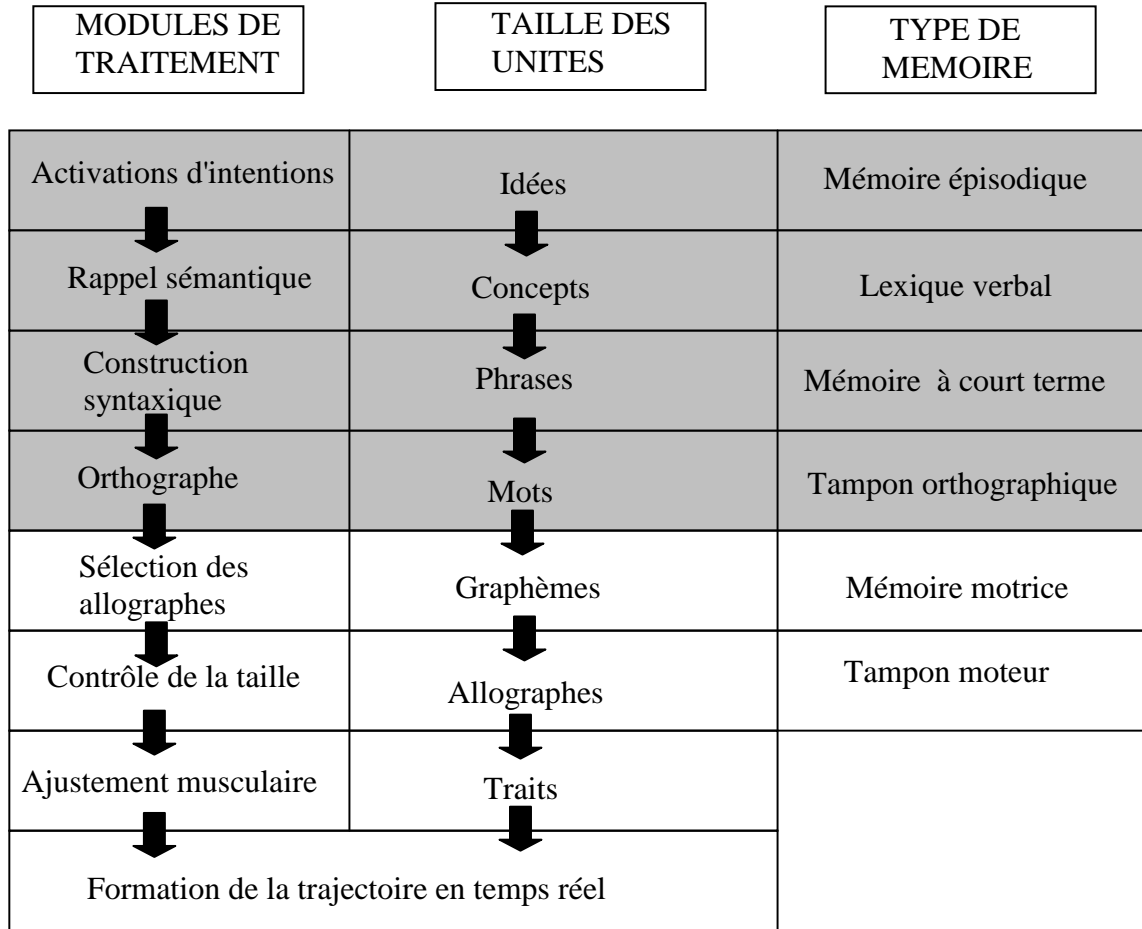 MODULES DE
TRAITEMENT
TAILLE DES
UNITES
TYPE DE
MEMOIRE
Activations d'intentions
Idées
Mémoire épisodique
Rappel sémantique
Concepts
Lexique verbal
Construction
syntaxique
Phrases
Mémoire à court terme
Orthographe
Mots
Tampon orthographique
Sélection des
allographes
Graphèmes
Mémoire motrice
Contrôle de la taille
Allographes
Tampon moteur
Ajustement musculaire
Traits
Formation de la trajectoire en temps réel